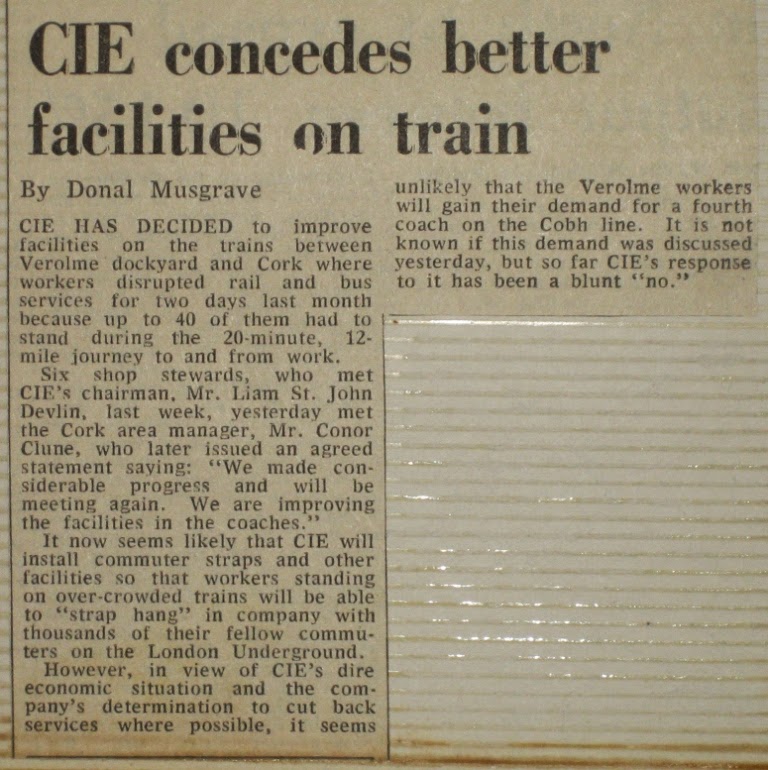 CIE concedes better
facilities on train
By Donal Musgrave
CIE HAS DECIDED to improve
facilities on the trains between
Verolme dockyard and Cork where
workers disrupted rail and bus
services for two days last month
because up to 40 of them had to
stand during the 20-minute, 12-
mile journey to and from work.
Six shop stewards, who met
CIE's chairman, Mr. Liam St. John
Devlin, last week, yesterday met
the Cork area manager, Mr. Conor
Clune, who later issued an agreed
statement saying: "We made con-
siderable progress and will be
meeting again. We are improving
the facilities in the coaches."
It now seems likely that CIE will
install commuter straps and other
facilities so that workers standing
on over-crowded trains will be able
to "strap hang" in company with
thousands of their fellow commu-
ters on the London Underground.
However, in view of CIE's dire
economic situation and the com-
pany's determination to cut back
services where possible, it seems
unlikely that the Verolme workers
will gain their demand for a fourth
coach on the Cobh line. It is not
known if this demand was discussed
yesterday, but so far CIE's response
to it has been a blunt "no."